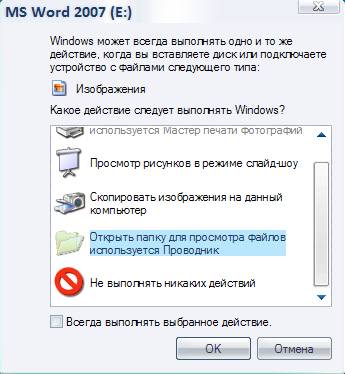 MS Word 2007 (E:)
Windows может всегда выполнять одно и то же
действие, когда вы вставляете диск или подключаете
устройство с файлами следующего типа:
Изображения
Какое действие следует выполнять Windows?
используется Мастер печати фотографий
Просмотр рисунков в режиме слайд-шоу
Скопировать изображения на данный
компьютер
Открыть папку для просмотра файлов
используется Проводник
Не выполнять никаких действий
Всегда выполнять выбранное действие.
OK
Отмена